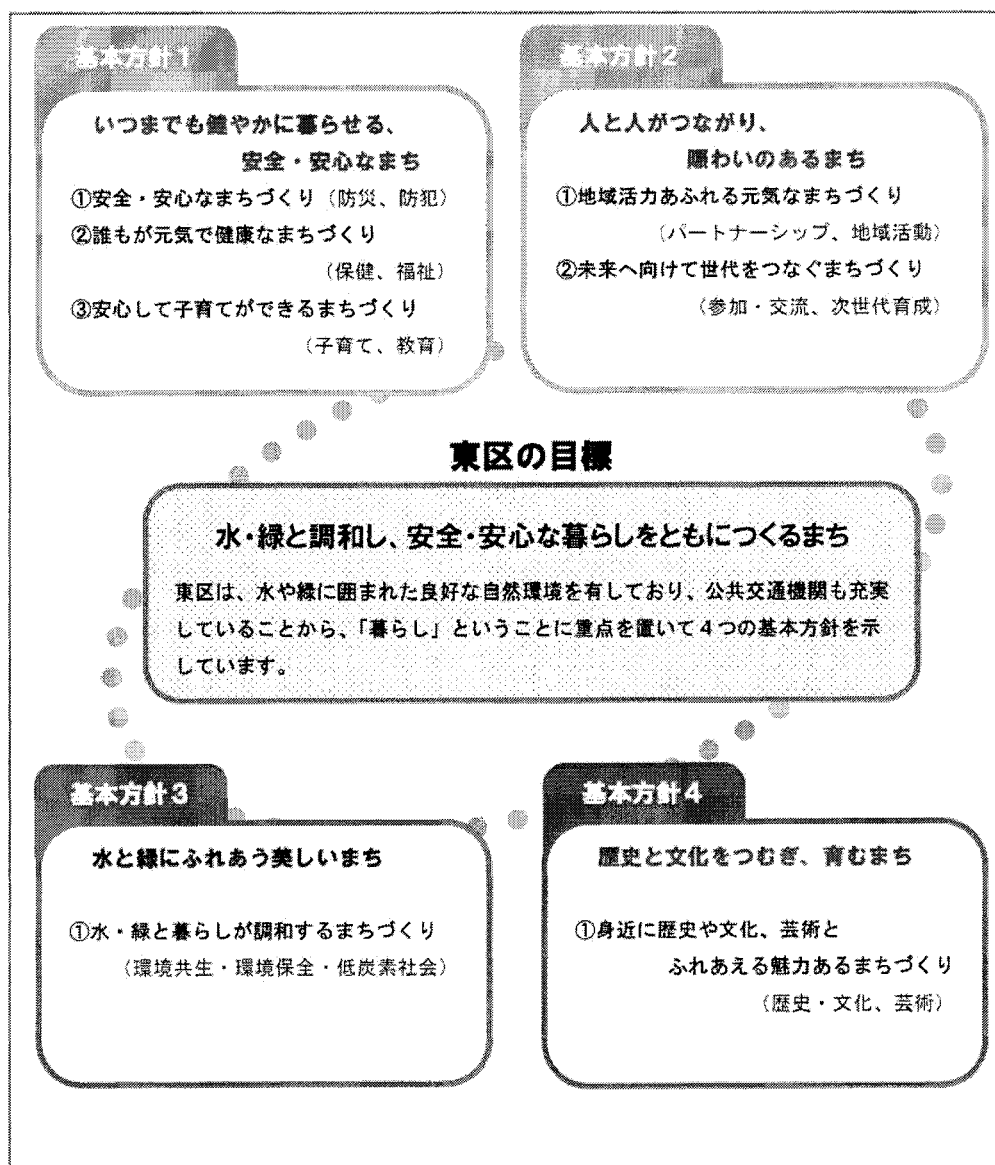 基本方針1
いつまでも健やかに暮らせる、
安全・安心なまち
①安全・安心なまちづくり（防災、防犯）
②誰もが元気で健康なまちづくり
（保健、福祉）
③安心して子育てができるまちづくり
（子育て、教育）
基本方針2
人と人がつながり、
賑わいのあるまち
①地域活力あふれる元気なまちづくり
（パートナーシップ、地域活動）
②未来へ向けて世代をつなぐまちづくり
（参加・交流、次世代育成）
東区の目標
水・緑と調和し、安全・安心な暮らしをともにつくるまち
東区は、水や緑に囲まれた良好な自然環境を有しており、公共交通機関も充実
していることから、「暮らし」ということに重点を置いて４つの基本方針を示
しています。
基本方針3
水と緑にふれあう美しいまち
①水・緑と暮らしが調和するまちづくり
（環境共生・環境保全・低炭素社会）
基本方針4
歴史と文化をつむぎ、育むまち
①身近に歴史や文化、芸術と
ふれあえる魅力あるまちづくり
（歴史・文化、芸術）